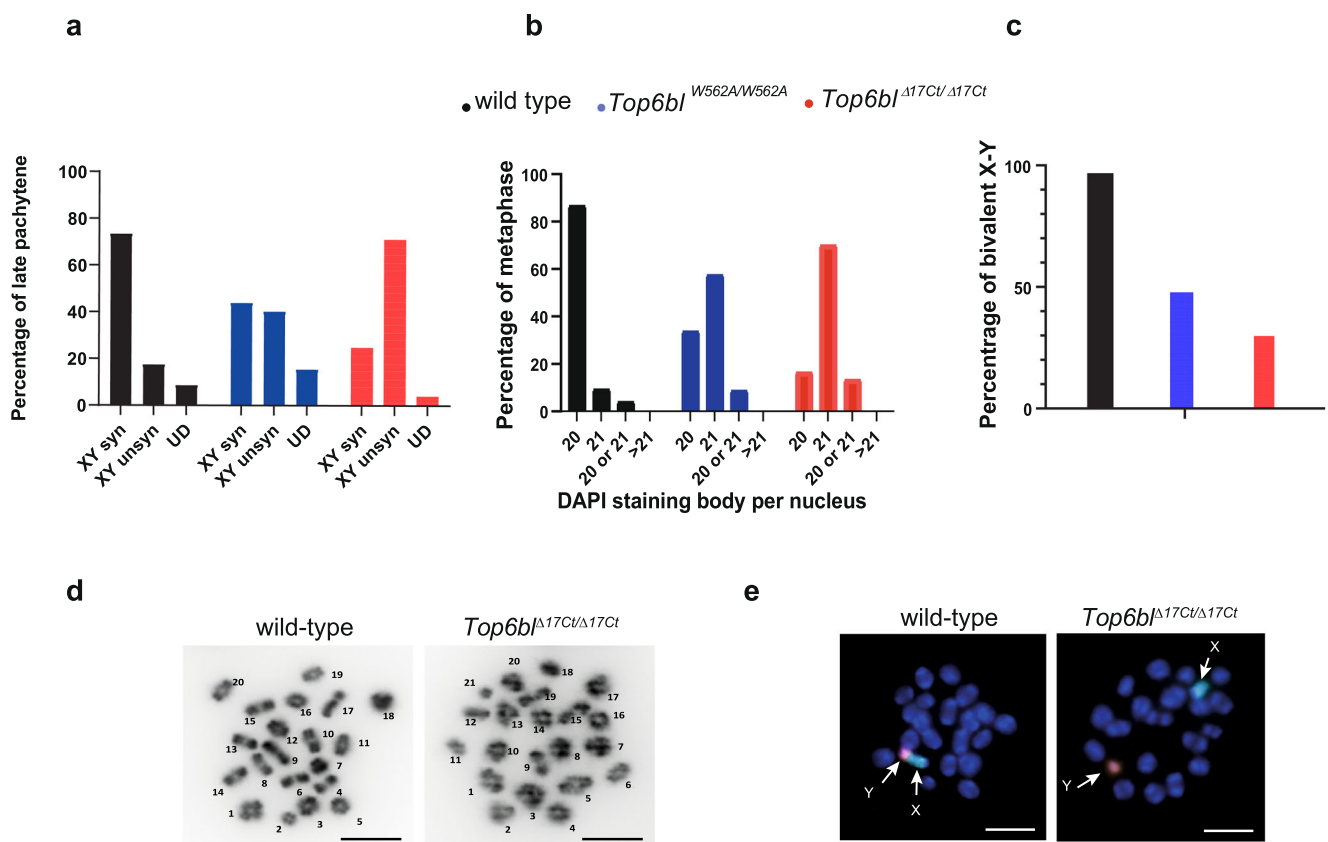 a
b
c
wild type
Top6bl W562A/W562A
Top6bl Δ17Ct/Δ17Ct
Percentage of late pachytene
100
80
60
40
20
0
XY syn
XY unsyn
UD
XY syn
XY unsyn
UD
XY syn
XY unsyn
UD
Percentage of metaphase
100
80
60
40
20
0
20
21
20 or 21
>21
20
21
20 or 21
>21
20
21
20 or 21
>21
DAPI staining body per nucleus
Percentrage of bivalent X-Y
100
50
0
d
wild-type
Top6bl Δ17Ct/Δ17Ct
20
19
16
17
18
15
13
12
10
11
9
8
7
14
6
4
1
2
3
5
20
18
21
19
17
12
13
14
15
16
11
10
9
8
7
1
5
6
2
3
4
e
wild-type
Top6bl Δ17Ct/Δ17Ct
Y
X
X
Y